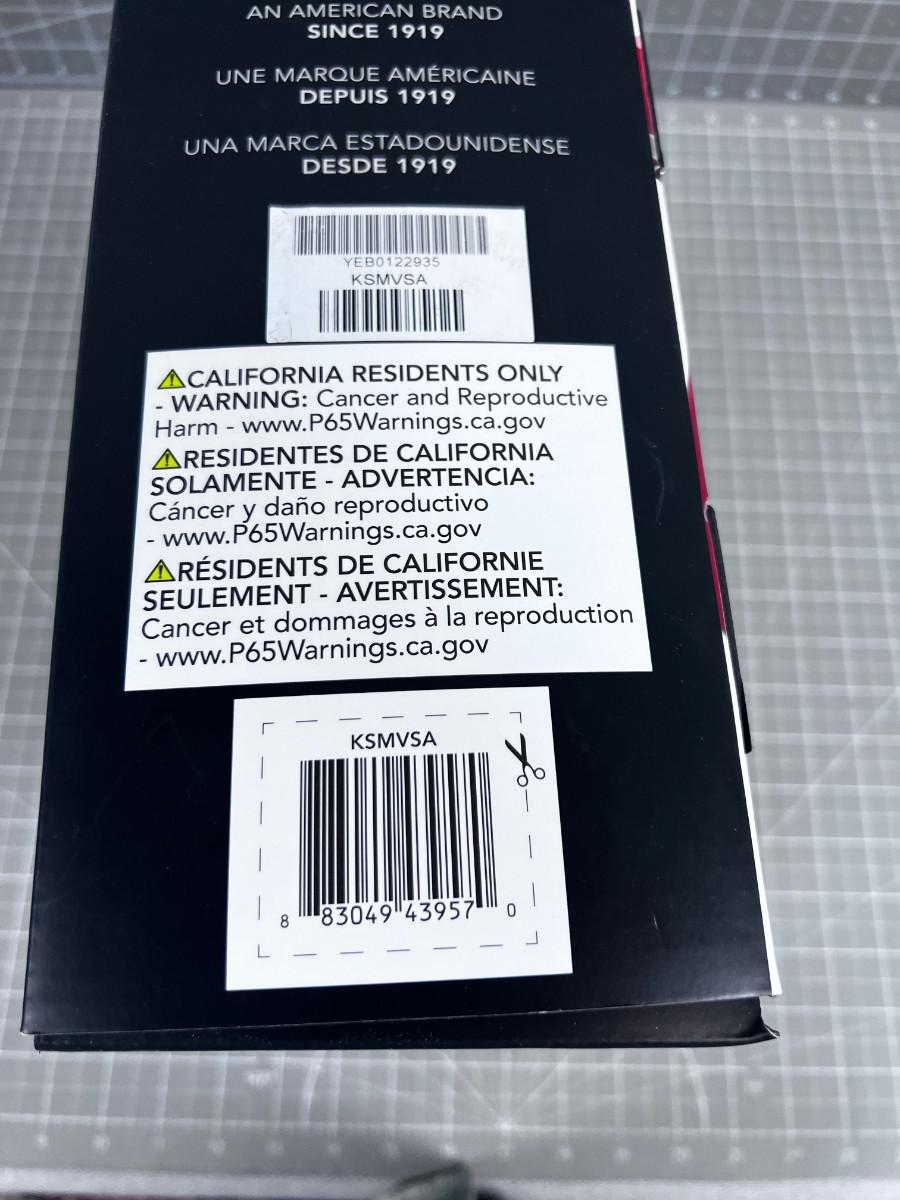 AN AMERICAN BRAND
SINCE 1919
UNE MARQUE AMÉRICAINE
DEPUIS 1919
UNA MARCA ESTADOUNIDENSE
DESDE 1919
YEB0122935
KSMVSA
CALIFORNIA RESIDENTS ONLY
- WARNING: Cancer and Reproductive
Harm - www.P65Warnings.ca.gov
RESIDENTES DE CALIFORNIA
SOLAMENTE - ADVERTENCIA:
Cáncer y daño reproductivo
- www.P65Warnings.ca.gov
RÉSIDENTS DE CALIFORNIE
SEULEMENT - AVERTISSEMENT:
Cancer et dommages à la reproduction
- www.P65Warnings.ca.gov
KSMVSA
8 83049 43957 0